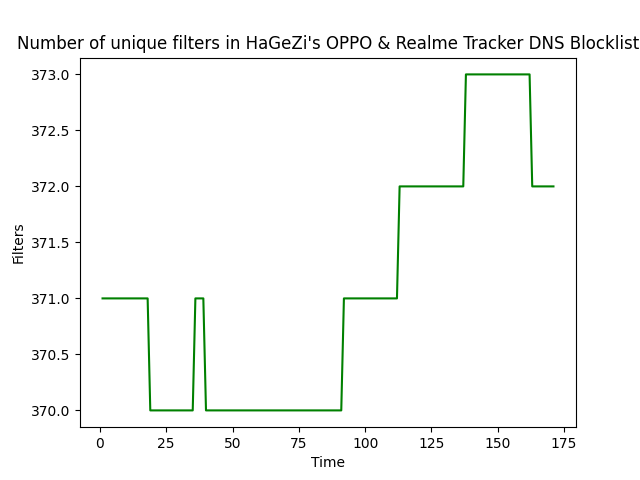 Number of unique filters in HaGeZi's OPPO & Realme Tracker DNS Blocklist
373.0
372.5
372.0
371.5
371.0
370.5
370.0
Filters
0 25 50 75 100 125 150 175
Time